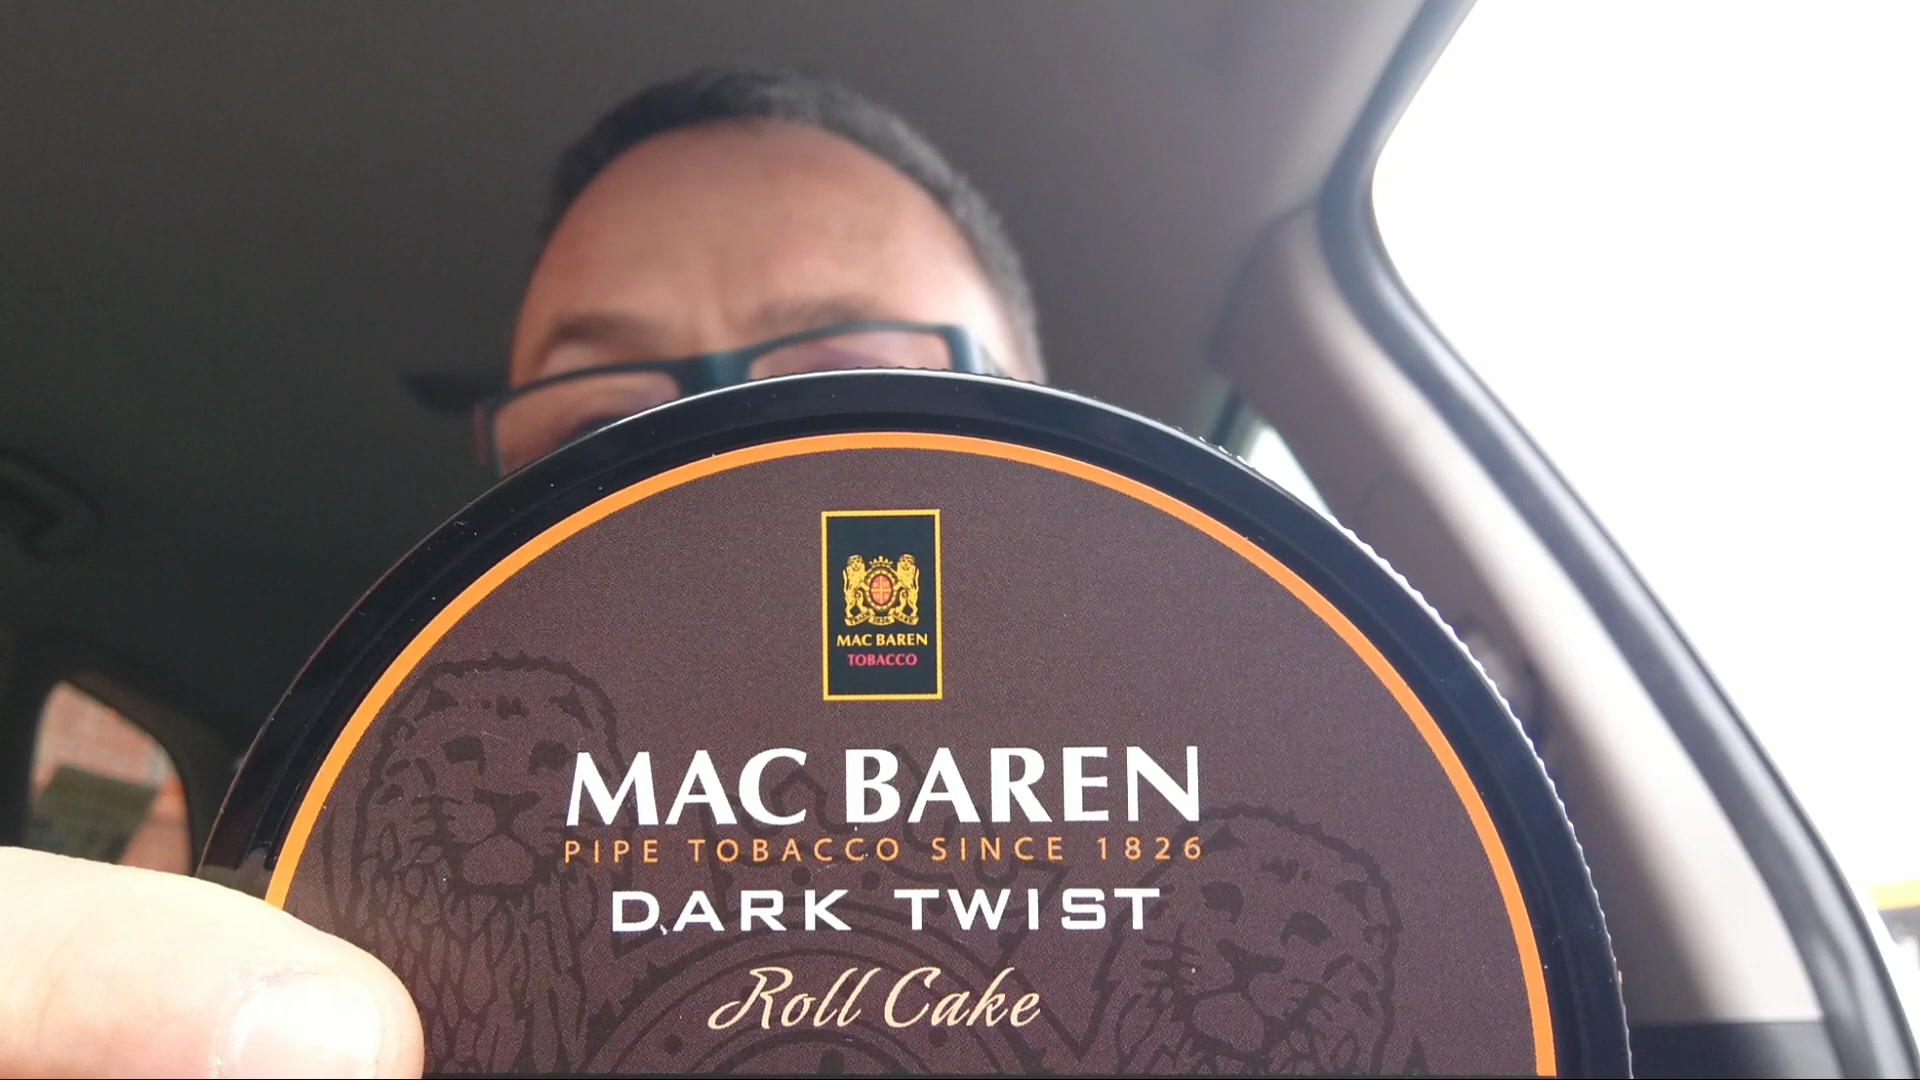 MAC BAREN
TOBACCO
MAC BAREN
PIPE TOBACCO SINCE 1826
DARK TWIST
Roll Cake